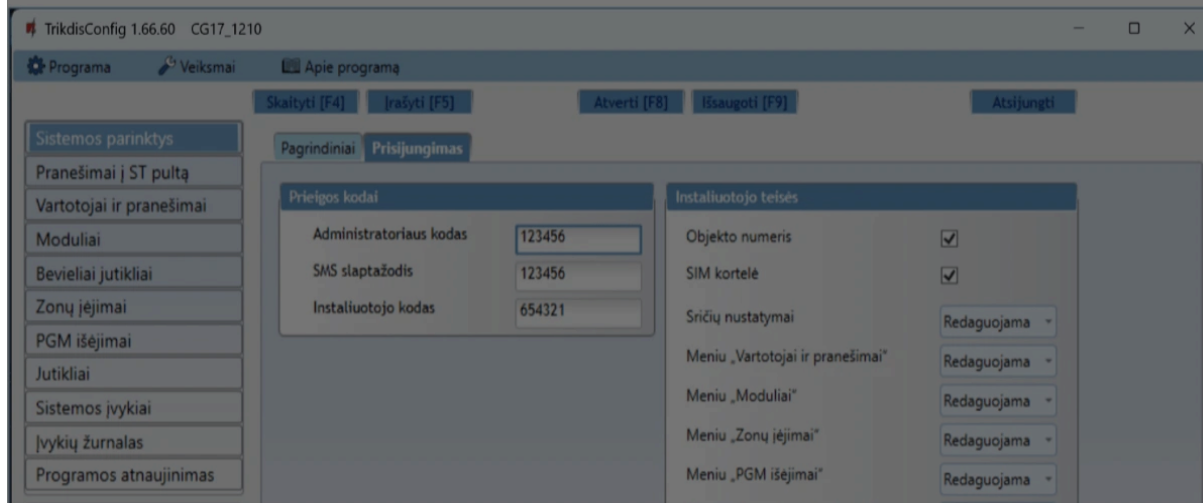 TrikdisConfig 1.66.60 CG17_1210
Programa Veiksmai Apie programą
Skaityti [F4] Įrašyti [F5] Atverti [F8] Išsaugoti [F9] Atsijungti
Sistemos parinktys
Pranešimai į ST pultą
Vartotojai ir pranešimai
Moduliai
Bevieliai jutikliai
Zonų įėjimai
PGM išėjimai
Jutikliai
Sistemos įvykiai
Įvykių žurnalas
Programos atnaujinimas
Pagrindiniai Prisijungimas
Prieigos kodai
Administratoriaus kodas 123456
SMS slaptažodis 123456
Instaliuotojo kodas 654321
Instaliuotojo teisės
Objekto numeris
SIM kortelė
Sričių nustatymai Redaguojama
Meniu „Vartotojai ir pranešimai“ Redaguojama
Meniu „Moduliai“ Redaguojama
Meniu „Zonų įėjimai“ Redaguojama
Meniu „PGM išėjimai“ Redaguojama